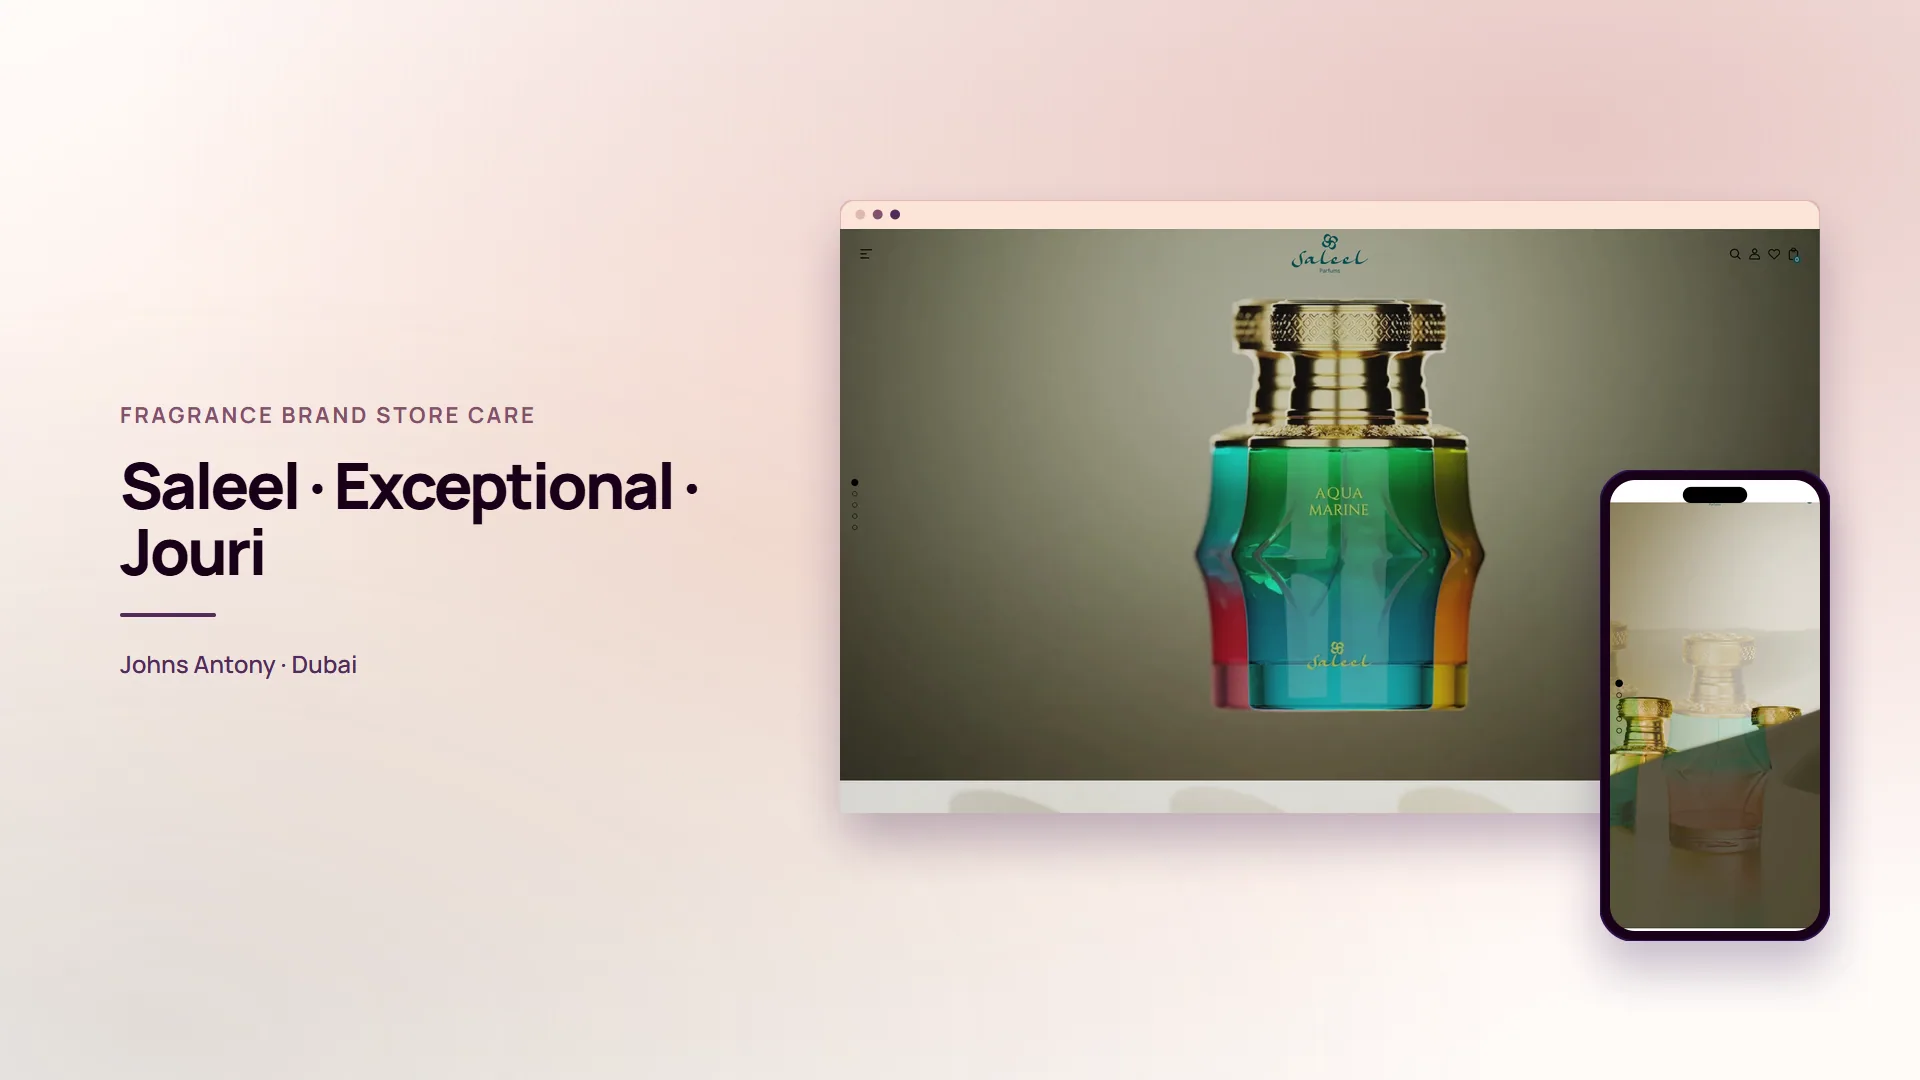 FRAGRANCE BRAND STORE CARE
Saleel · Exceptional ·
Jouri
Johns Antony · Dubai
Saleel
Parfums
AQUA
MARINE
Saleel